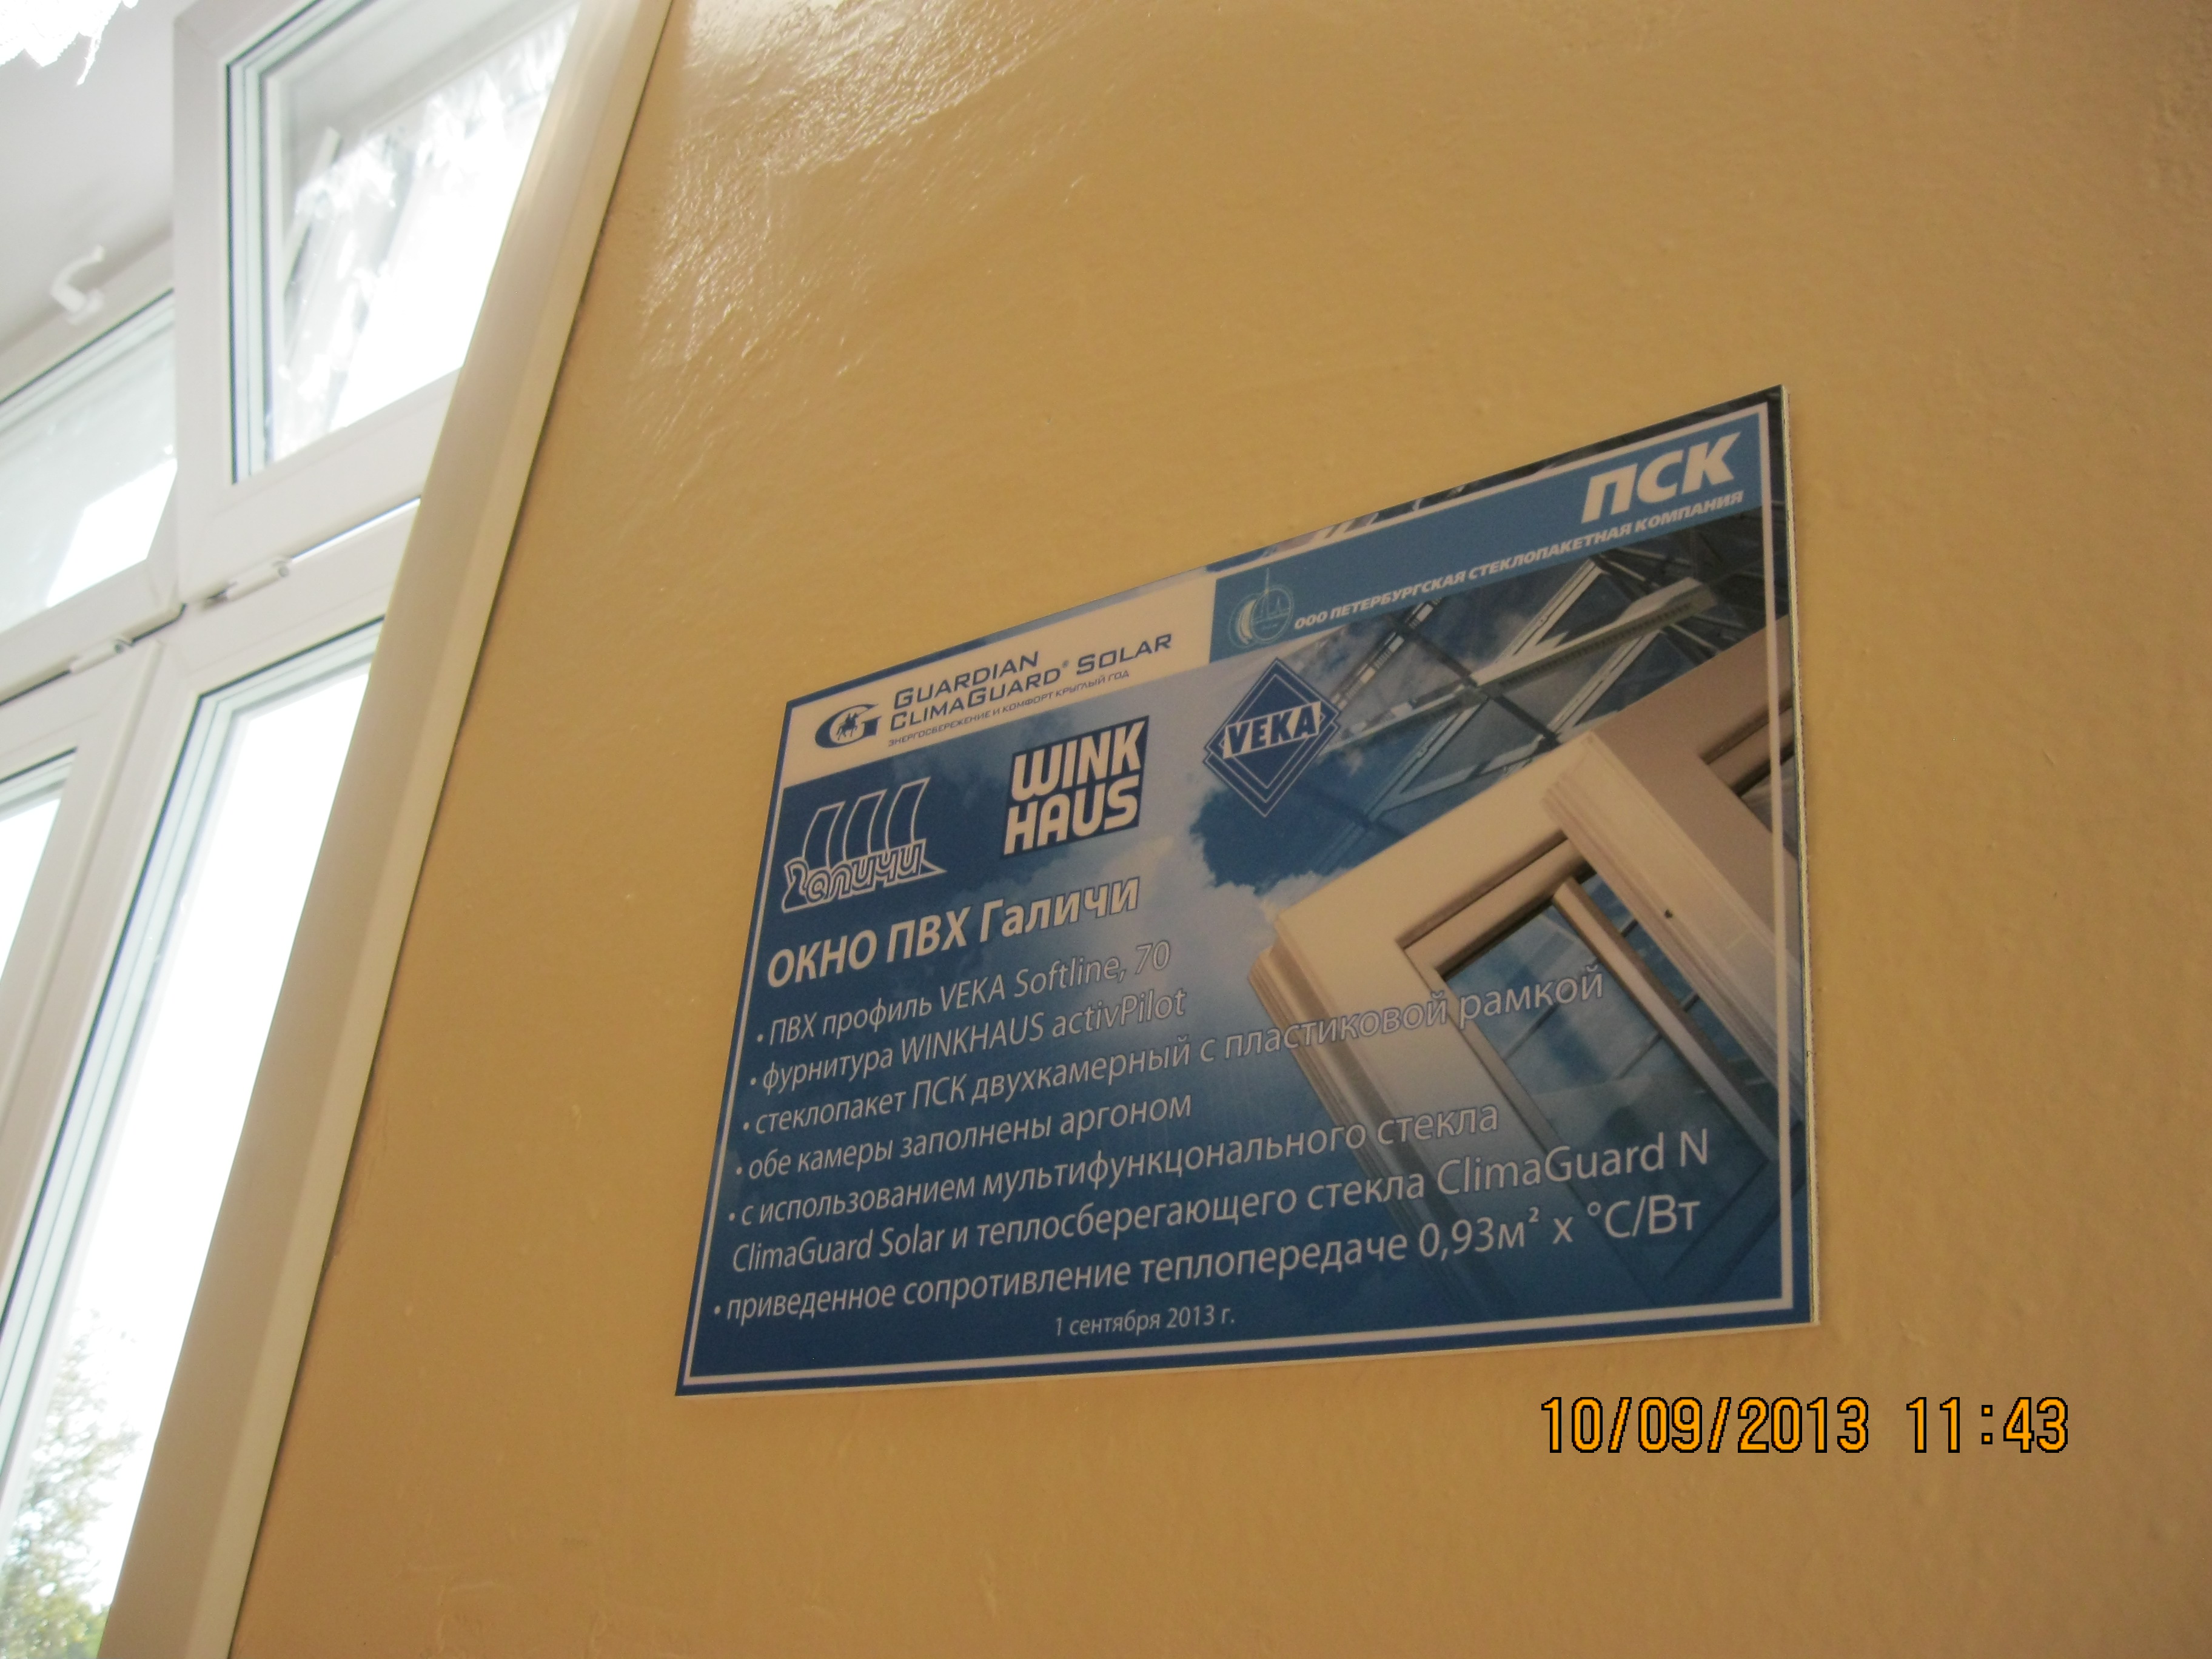 ПСК
ООО ПЕТЕРБУРГСКАЯ СТЕКЛОПАКЕТНАЯ КОМПАНИЯ
GUARDIAN
CLIMAGUARD® SOLAR
ЭНЕРГОСБЕРЕЖЕНИЕ И КОМФОРТ КРУГЛЫЙ ГОД
Галичи
WINK
HAUS
VEKA
ОКНО ПВХ Галичи
• ПВХ профиль VEKA Softline, 70
• фурнитура WINKHAUS activPilot
• стеклопакет ПСК двухкамерный с пластиковой рамкой
• обе камеры заполнены аргоном
• с использованием мультифункцонального стекла
ClimaGuard Solar и теплосберегающего стекла ClimaGuard N
• приведенное сопротивление теплопередаче 0,93м² х °С/Вт
1 сентября 2013 г.
10/09/2013 11:43